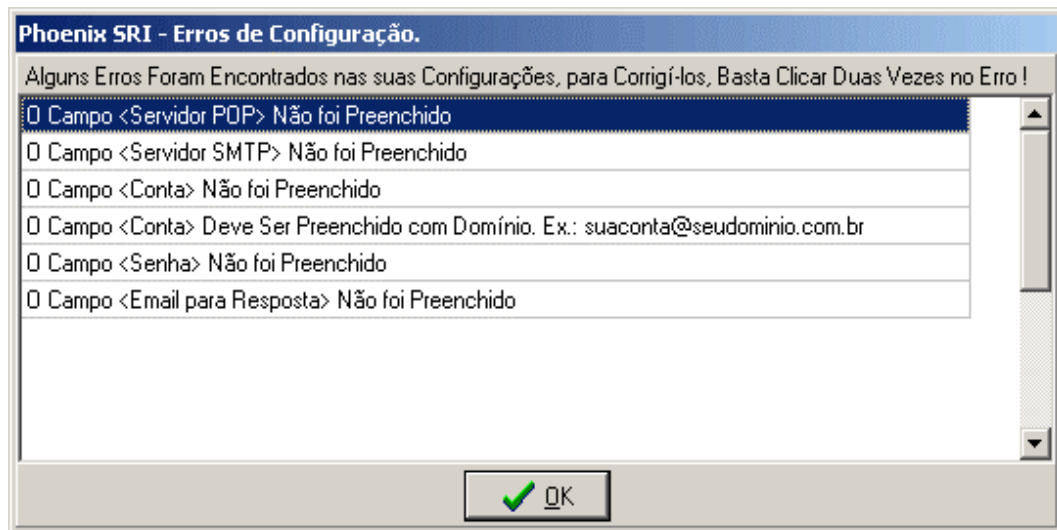 Phoenix SRI - Erros de Configuração.
Alguns Erros Foram Encontrados nas suas Configurações, para Corrigí-los, Basta Clicar Duas Vezes no Erro !
O Campo <Servidor POP> Não foi Preenchido
O Campo <Servidor SMTP> Não foi Preenchido
O Campo <Conta> Não foi Preenchido
O Campo <Conta> Deve Ser Preenchido com Domínio. Ex.: suaconta@seudominio.com.br
O Campo <Senha> Não foi Preenchido
O Campo <Email para Resposta> Não foi Preenchido
OK